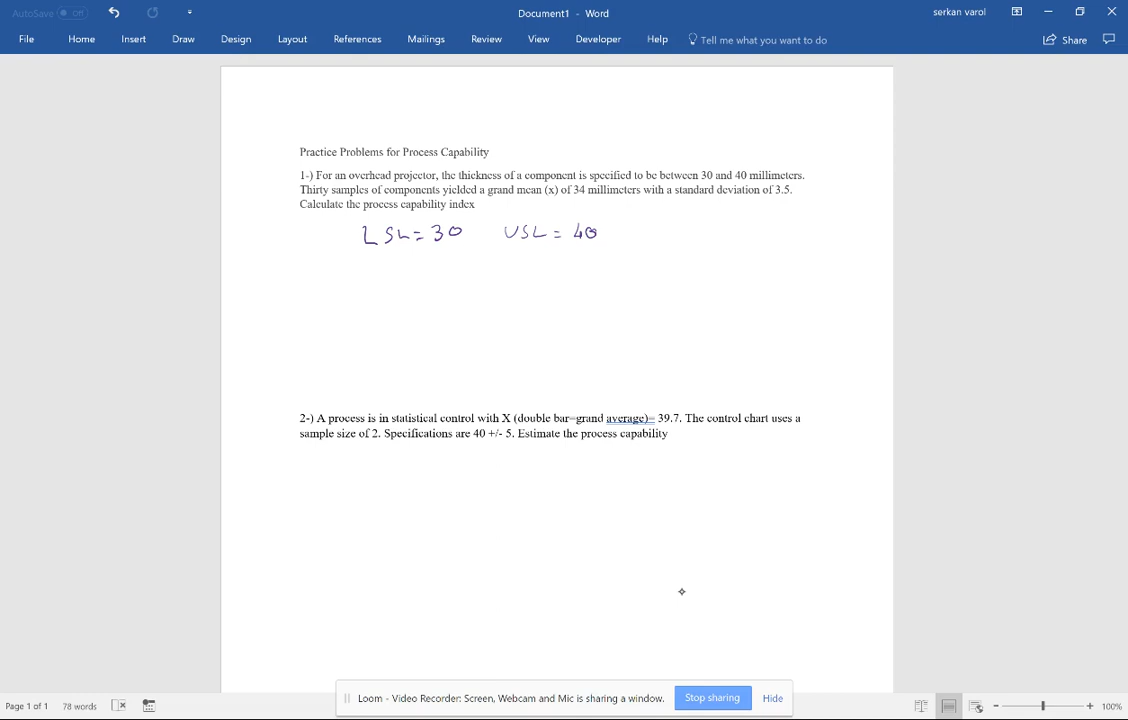 AutoSave Off
Document1 - Word
serkan varol
File Home Insert Draw Design Layout References Mailings Review View Developer Help Tell me what you want to do Share
Practice Problems for Process Capability
1-) For an overhead projector, the thickness of a component is specified to be between 30 and 40 millimeters.
Thirty samples of components yielded a grand mean (x) of 34 millimeters with a standard deviation of 3.5.
Calculate the process capability index
LSL = 30 USL = 40
2-) A process is in statistical control with X (double bar=grand average)= 39.7. The control chart uses a
sample size of 2. Specifications are 40 +/- 5. Estimate the process capability
Loom - Video Recorder: Screen, Webcam and Mic is sharing a window. Stop sharing Hide
Page 1 of 1 78 words 100%